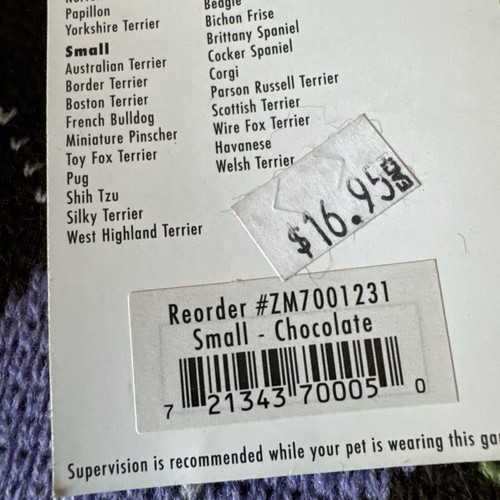 Papillon
Yorkshire Terrier
Small
Australian Terrier
Border Terrier
Boston Terrier
French Bulldog
Miniature Pinscher
Toy Fox Terrier
Pug
Shih Tzu
Silky Terrier
West Highland Terrier
Beagle
Bichon Frise
Brittany Spaniel
Cocker Spaniel
Corgi
Parson Russell Terrier
Scottish Terrier
Wire Fox Terrier
Havanese
Welsh Terrier
$16.95
Reorder #ZM7001231
Small - Chocolate
7 21343 70005 0
Supervision is recommended while your pet is wearing this